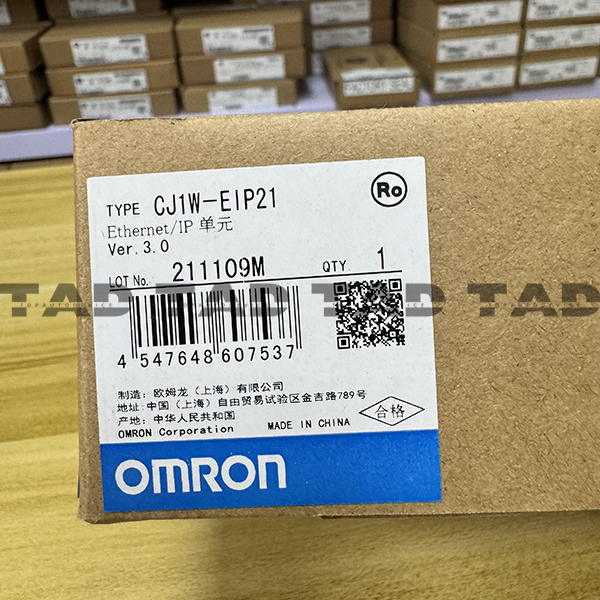 TYPE CJ1W-EIP21
Ro
Ethernet/IP 单元
Ver.3.0
LOT No. 211109M QTY. 1
TAD TAD TAD TAD TAD
4 547648 607537
制造: 欧姆龙（上海）有限公司
地址: 中国（上海）自由贸易试验区金吉路789号
产地: 中华人民共和国
合格
OMRON Corporation MADE IN CHINA
OMRON